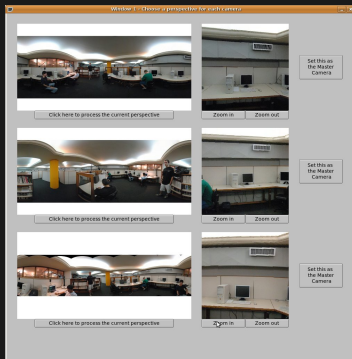 Window 1 - Choose a perspective for each camera
Set this as
the Master
Camera
Click here to process the current perspective
Zoom in
Zoom out
Set this as
the Master
Camera
Click here to process the current perspective
Zoom in
Zoom out
Set this as
the Master
Camera
Click here to process the current perspective
Zoom in
Zoom out